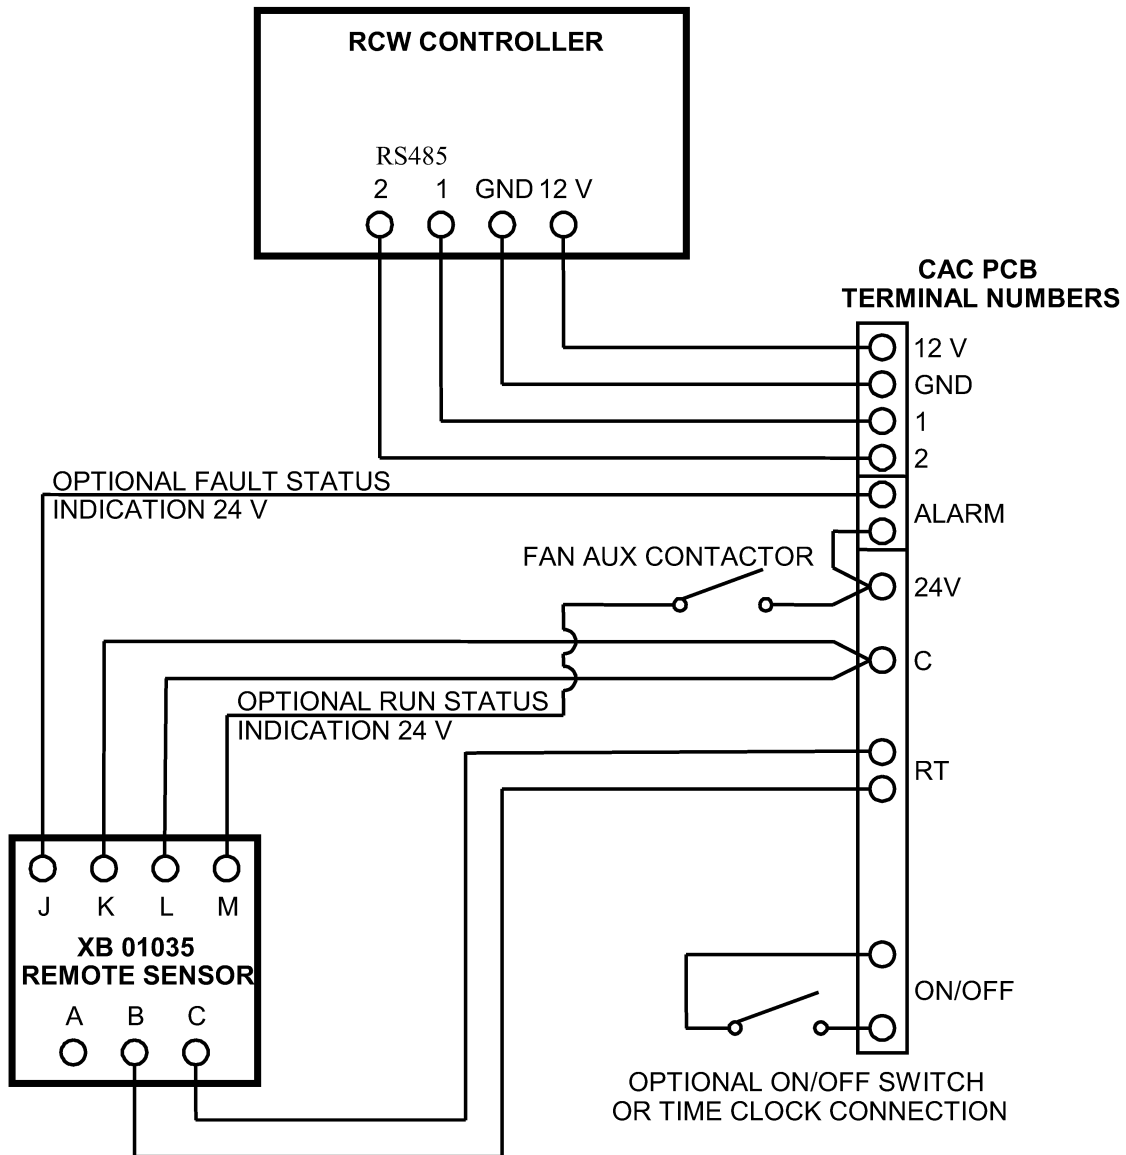 RCW CONTROLLER
RS485
2 1 GND 12 V
CAC PCB
TERMINAL NUMBERS
12 V
GND
1
2
OPTIONAL FAULT STATUS
INDICATION 24 V
ALARM
FAN AUX CONTACTOR
24V
C
OPTIONAL RUN STATUS
INDICATION 24 V
RT
J K L M
XB 01035
REMOTE SENSOR
A B C
ON/OFF
OPTIONAL ON/OFF SWITCH
OR TIME CLOCK CONNECTION